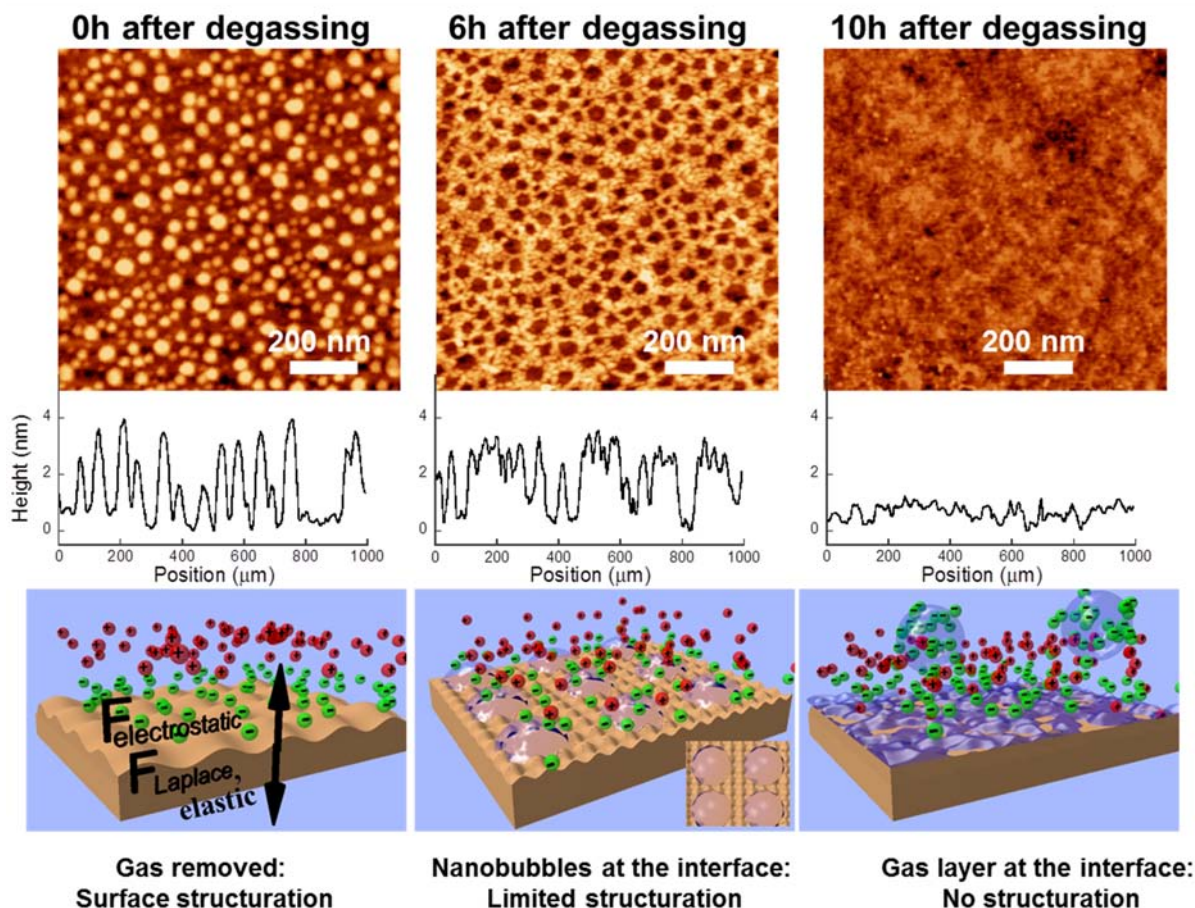 0h after degassing
6h after degassing
10h after degassing
200 nm
200 nm
200 nm
Height (nm)
4
2
0
0 200 400 600 800 1000
Position (μm)
4
2
0
0 200 400 600 800 1000
Position (μm)
4
2
0
0 200 400 600 800 1000
Position (μm)
Felectrostatic
FLaplace,
elastic
Gas removed:
Surface structuration
Nanobubbles at the interface:
Limited structuration
Gas layer at the interface:
No structuration